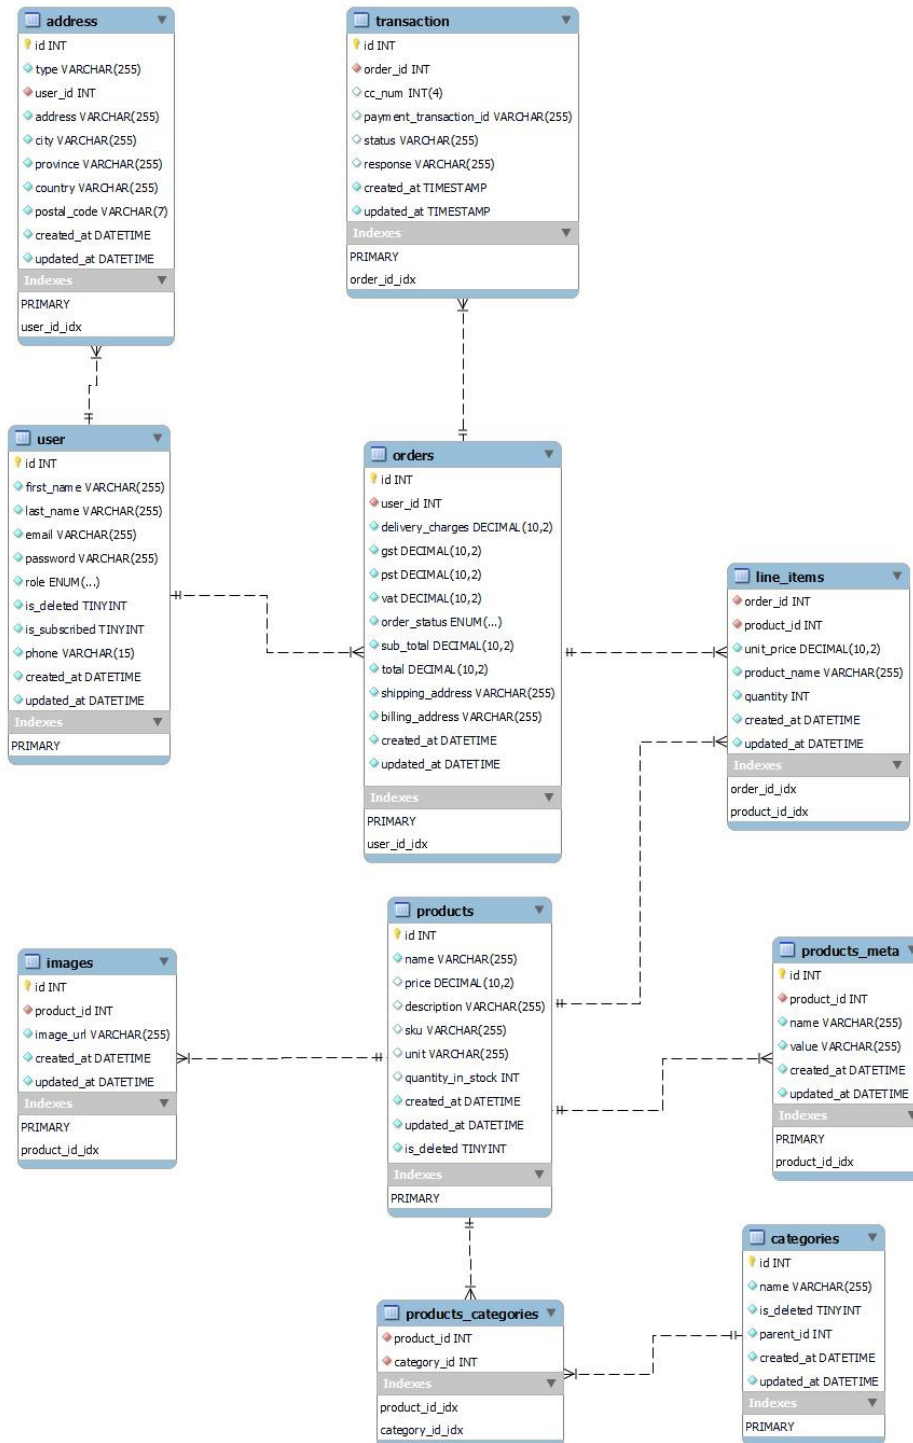 address
id INT
type VARCHAR(255)
user_id INT
address VARCHAR(255)
city VARCHAR(255)
province VARCHAR(255)
country VARCHAR(255)
postal_code VARCHAR(7)
created_at DATETIME
updated_at DATETIME
Indexes
PRIMARY
user_id_idx
transaction
id INT
order_id INT
cc_num INT(4)
payment_transaction_id VARCHAR(255)
status VARCHAR(255)
response VARCHAR(255)
created_at TIMESTAMP
updated_at TIMESTAMP
Indexes
PRIMARY
order_id_idx
user
id INT
first_name VARCHAR(255)
last_name VARCHAR(255)
email VARCHAR(255)
password VARCHAR(255)
role ENUM(...)
is_deleted TINYINT
is_subscribed TINYINT
phone VARCHAR(15)
created_at DATETIME
updated_at DATETIME
Indexes
PRIMARY
orders
id INT
user_id INT
delivery_charges DECIMAL(10,2)
gst DECIMAL(10,2)
pst DECIMAL(10,2)
vat DECIMAL(10,2)
order_status ENUM(...)
sub_total DECIMAL(10,2)
total DECIMAL(10,2)
shipping_address VARCHAR(255)
billing_address VARCHAR(255)
created_at DATETIME
updated_at DATETIME
Indexes
PRIMARY
user_id_idx
line_items
order_id INT
product_id INT
unit_price DECIMAL(10,2)
product_name VARCHAR(255)
quantity INT
created_at DATETIME
updated_at DATETIME
Indexes
order_id_idx
product_id_idx
images
id INT
product_id INT
image_url VARCHAR(255)
created_at DATETIME
updated_at DATETIME
Indexes
PRIMARY
product_id_idx
products
id INT
name VARCHAR(255)
price DECIMAL(10,2)
description VARCHAR(255)
sku VARCHAR(255)
unit VARCHAR(255)
quantity_in_stock INT
created_at DATETIME
updated_at DATETIME
is_deleted TINYINT
Indexes
PRIMARY
products_meta
id INT
product_id INT
name VARCHAR(255)
value VARCHAR(255)
created_at DATETIME
updated_at DATETIME
Indexes
PRIMARY
product_id_idx
products_categories
product_id INT
category_id INT
Indexes
product_id_idx
category_id_idx
categories
id INT
name VARCHAR(255)
is_deleted TINYINT
parent_id INT
created_at DATETIME
updated_at DATETIME
Indexes
PRIMARY